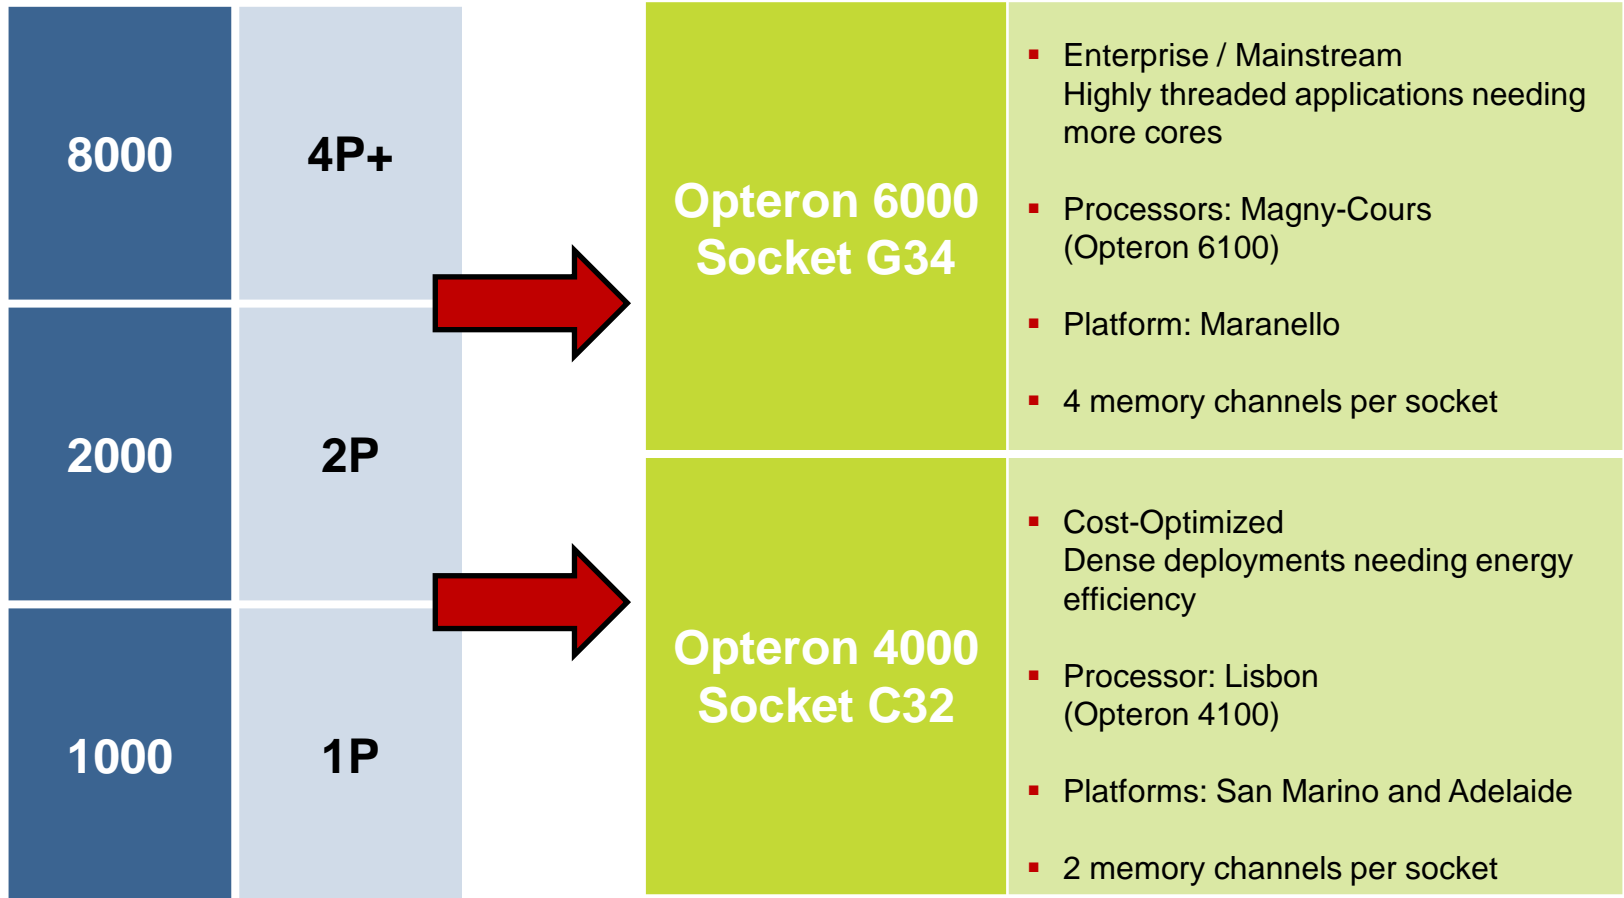 8000
4P+
2000
2P
1000
1P
Opteron 6000
Socket G34
▪ Enterprise / Mainstream
Highly threaded applications needing
more cores
▪ Processors: Magny-Cours
(Opteron 6100)
▪ Platform: Maranello
▪ 4 memory channels per socket
Opteron 4000
Socket C32
▪ Cost-Optimized
Dense deployments needing energy
efficiency
▪ Processor: Lisbon
(Opteron 4100)
▪ Platforms: San Marino and Adelaide
▪ 2 memory channels per socket